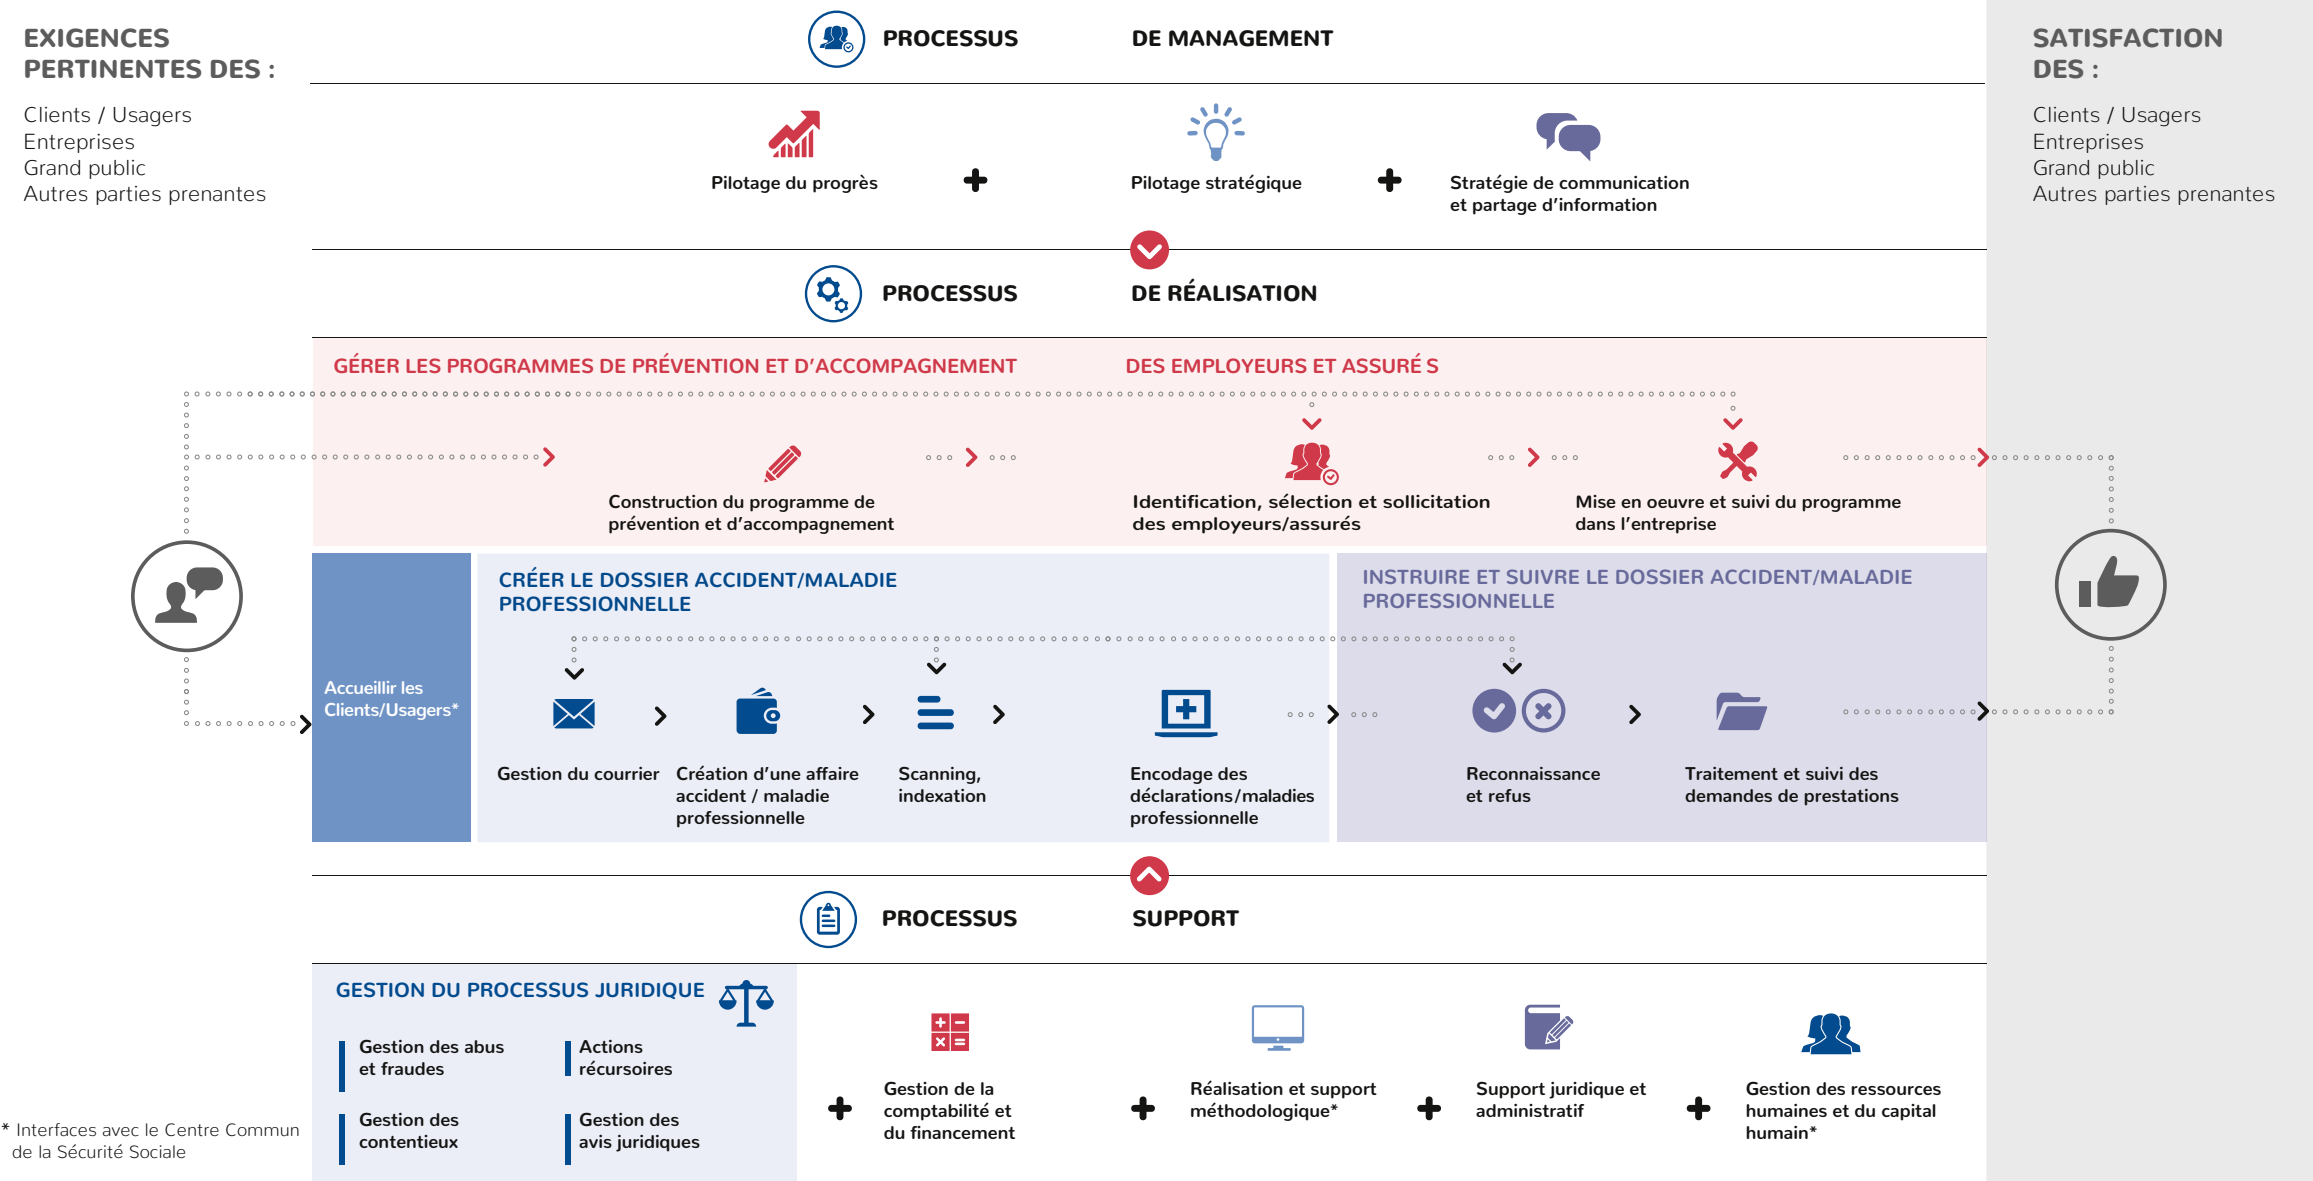 EXIGENCES
PERTINENTES DES :
Clients / Usagers
Entreprises
Grand public
Autres parties prenantes
PROCESSUS DE MANAGEMENT
Pilotage du progrès
Pilotage stratégique
Stratégie de communication
et partage d'information
SATISFACTION
DES :
Clients / Usagers
Entreprises
Grand public
Autres parties prenantes
PROCESSUS DE RÉALISATION
GÉRER LES PROGRAMMES DE PRÉVENTION ET D'ACCOMPAGNEMENT DES EMPLOYEURS ET ASSURÉ S
Construction du programme de
prévention et d'accompagnement
Identification, sélection et sollicitation
des employeurs/assurés
Mise en oeuvre et suivi du programme
dans l'entreprise
Accueillir les
Clients/Usagers*
CRÉER LE DOSSIER ACCIDENT/MALADIE
PROFESSIONNELLE
Gestion du courrier
Création d'une affaire
accident / maladie
professionnelle
Scanning,
indexation
Encodage des
déclarations/maladies
professionnelle
INSTRUIRE ET SUIVRE LE DOSSIER ACCIDENT/MALADIE
PROFESSIONNELLE
Reconnaissance
et refus
Traitement et suivi des
demandes de prestations
PROCESSUS SUPPORT
GESTION DU PROCESSUS JURIDIQUE
Gestion des abus
et fraudes
Actions
récursoires
Gestion des
contentieux
Gestion des
avis juridiques
Gestion de la
comptabilité et
du financement
Réalisation et support
méthodologique*
Support juridique et
administratif
Gestion des ressources
humaines et du capital
humain*
* Interfaces avec le Centre Commun
de la Sécurité Sociale